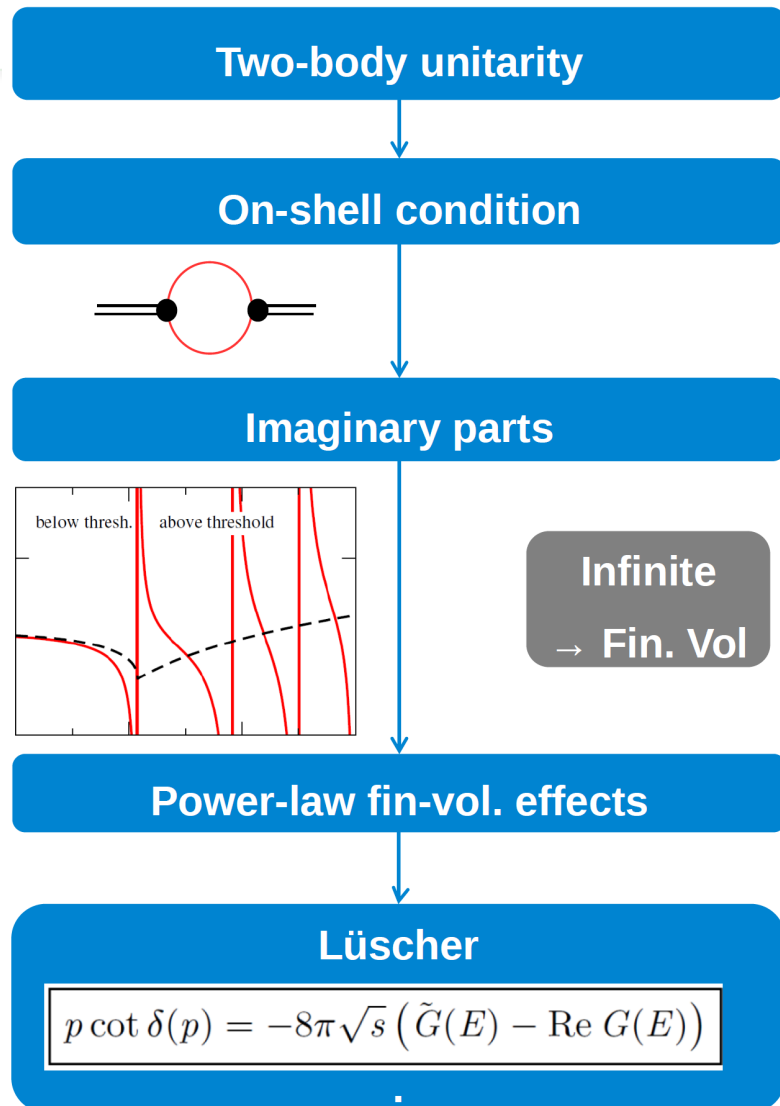 Two-body unitarity
On-shell condition
Imaginary parts
below thresh. above threshold
Infinite
→ Fin. Vol
Power-law fin-vol. effects
Lüscher
p cot δ(p) = −8π√s ( G̃(E) − Re G(E))
.